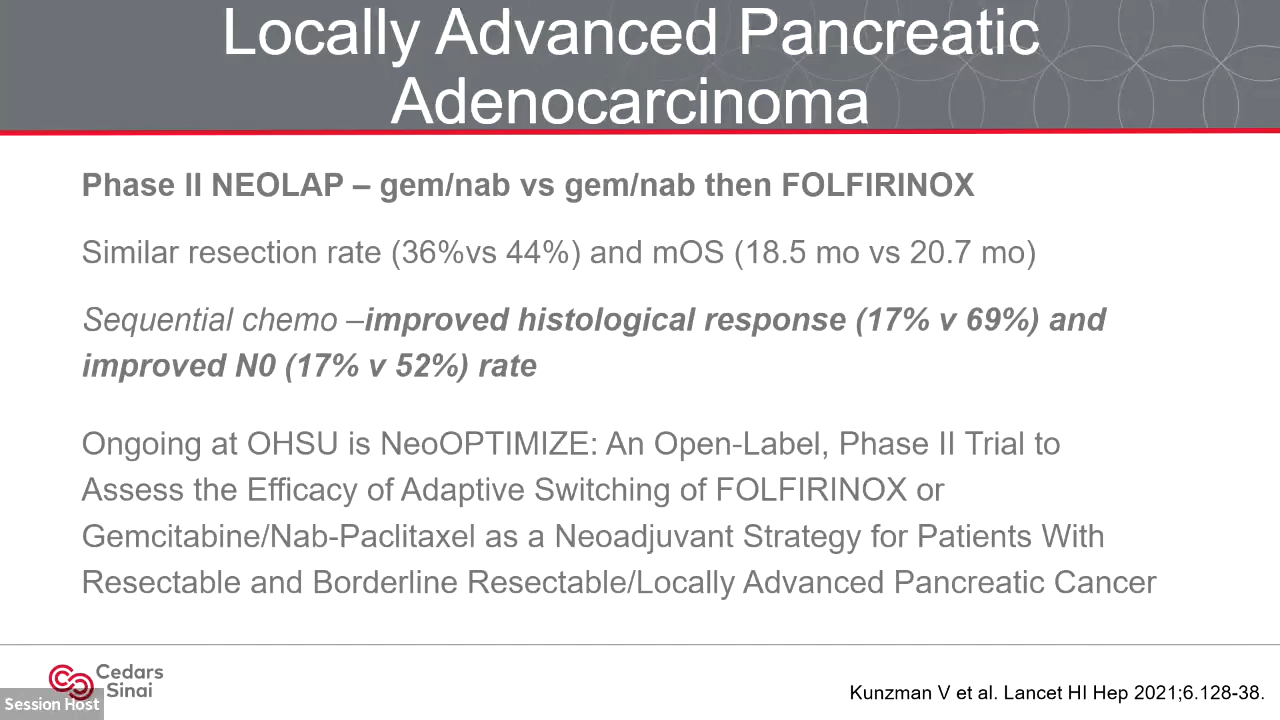 Locally Advanced Pancreatic
Adenocarcinoma
Phase II NEOLAP – gem/nab vs gem/nab then FOLFIRINOX
Similar resection rate (36%vs 44%) and mOS (18.5 mo vs 20.7 mo)
Sequential chemo –improved histological response (17% v 69%) and
improved N0 (17% v 52%) rate
Ongoing at OHSU is NeoOPTIMIZE: An Open-Label, Phase II Trial to
Assess the Efficacy of Adaptive Switching of FOLFIRINOX or
Gemcitabine/Nab-Paclitaxel as a Neoadjuvant Strategy for Patients With
Resectable and Borderline Resectable/Locally Advanced Pancreatic Cancer
Cedars
Sinai
Session Host
Kunzman V et al. Lancet HI Hep 2021;6.128-38.